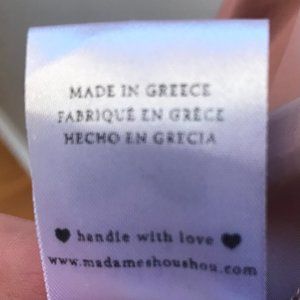 MADE IN GREECE
FABRIQUÉ EN GRÈCE
HECHO EN GRECIA
♥ handle with love ♥
www.madameshoushou.com